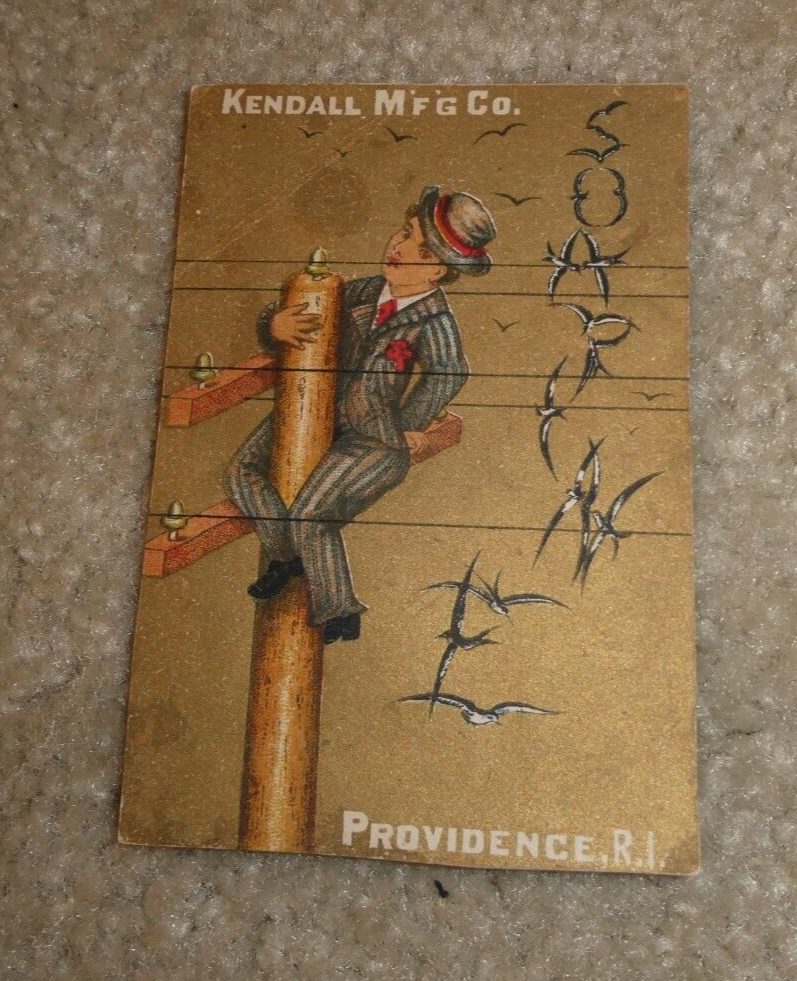 KENDALL M'F'G CO.
SOAPINE
PROVIDENCE, R.I.